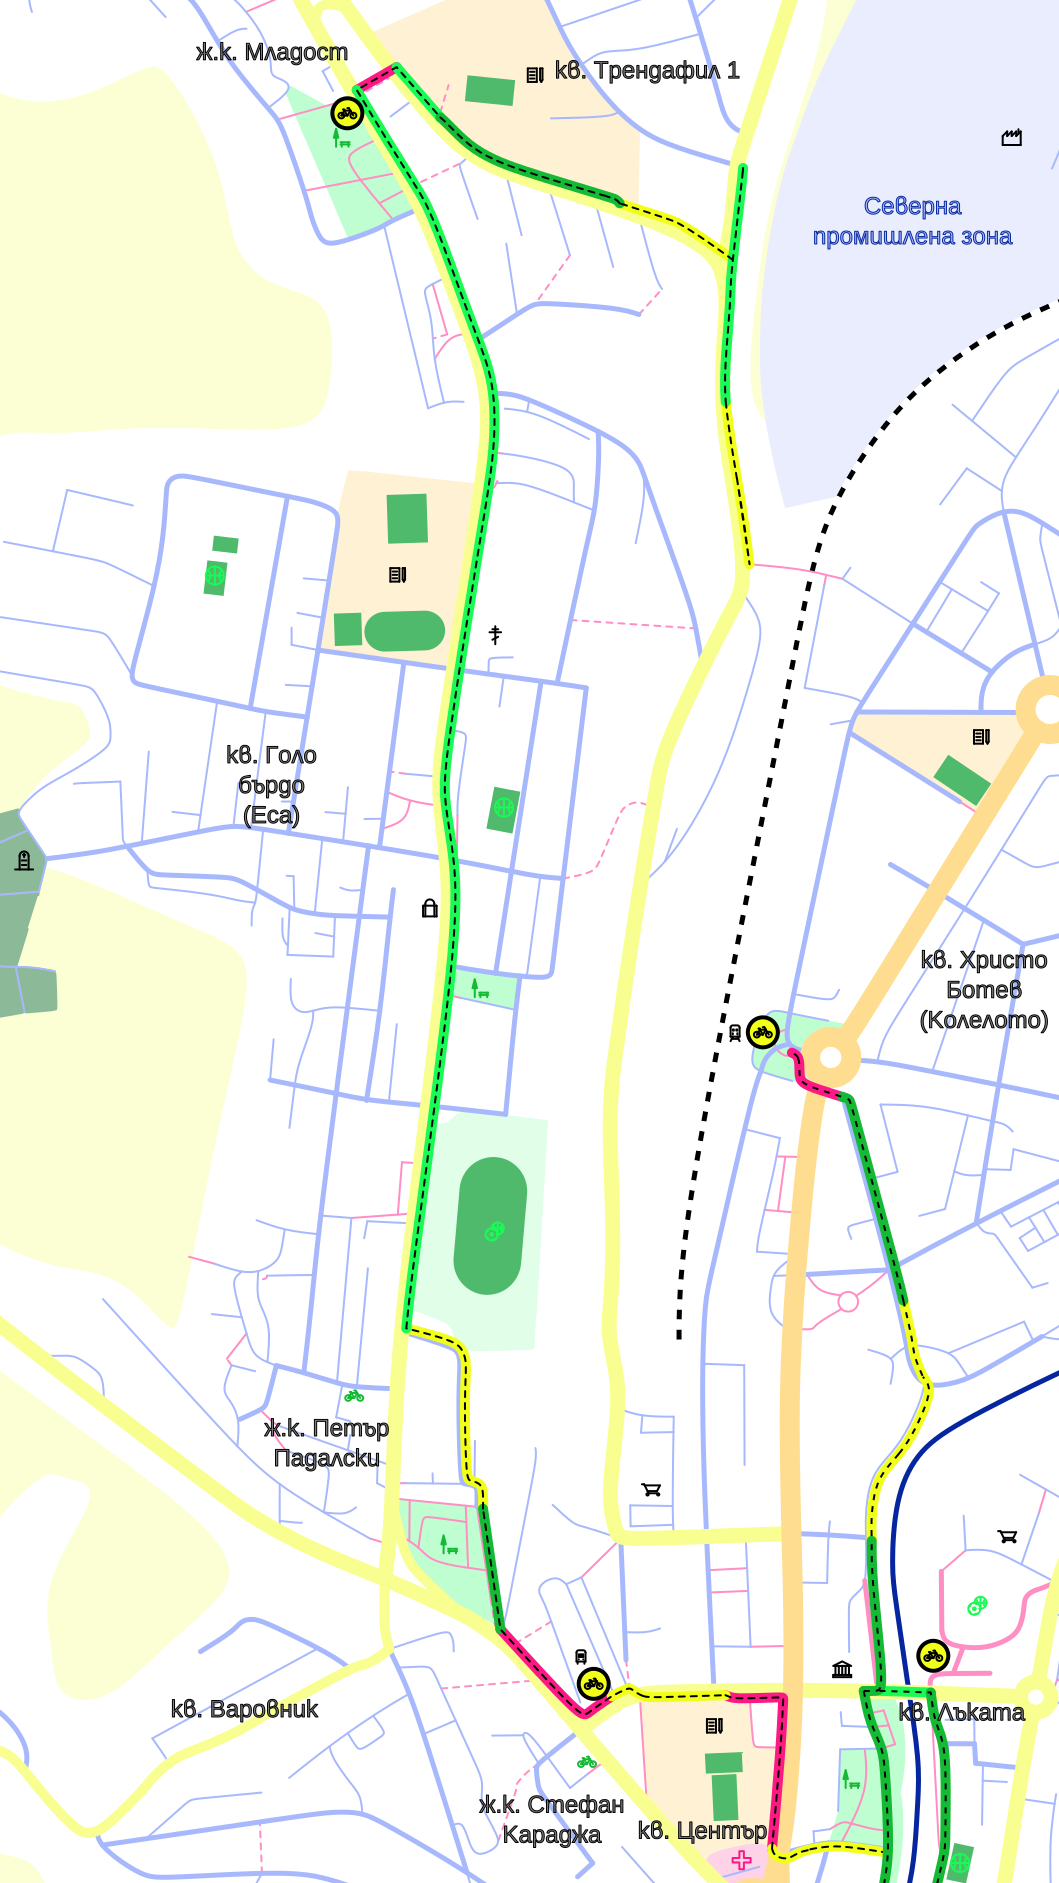 ж.к. Младост
кв. Трендафил 1
Северна
промишлена зона
кв. Голо
бърдо
(Еса)
кв. Христо
Ботев
(Колелото)
ж.к. Петър
Падалски
кв. Варовник
кв. Лъката
ж.к. Стефан
Караджа
кв. Център